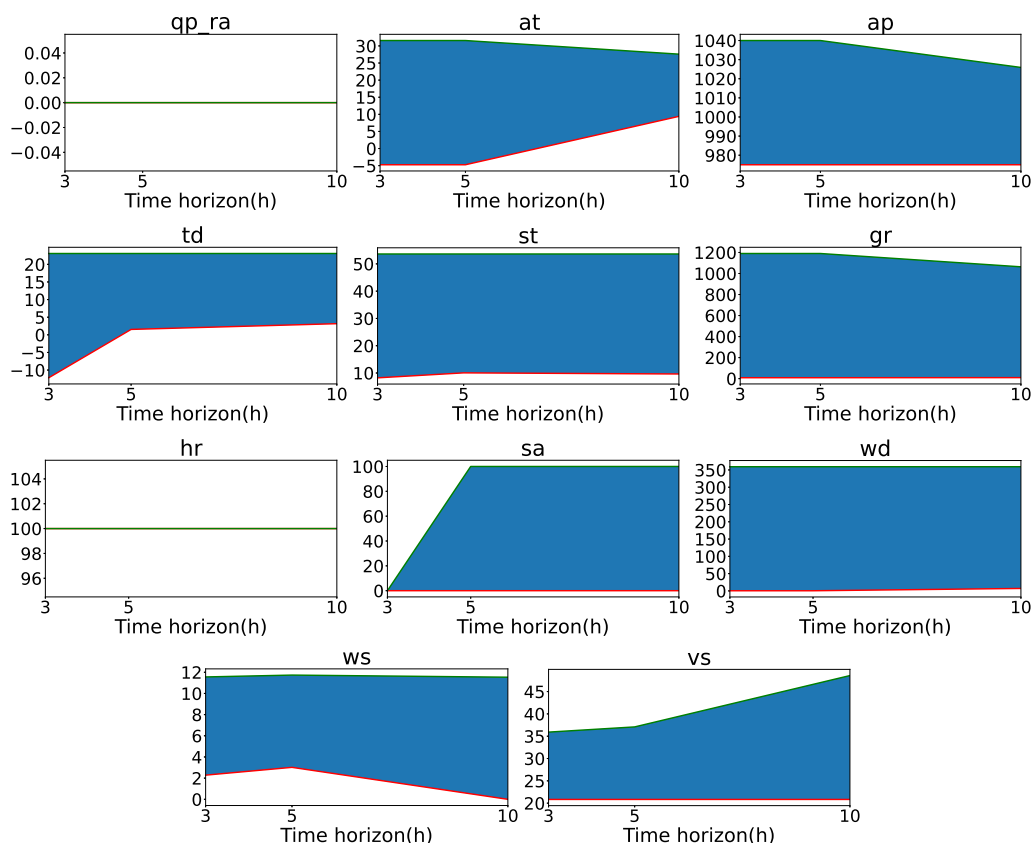 qp_ra at ap
0.04 30 1040
0.02 25 1030
0.00 20 1020
−0.02 15 1010
−0.04 10 1000
5 990
0 980
−5
3 5 10 3 5 10 3 5 10
Time horizon(h) Time horizon(h) Time horizon(h)
td st gr
20 50 1200
15 40 1000
10 30 800
5 20 600
0 10 400
−5 200
−10 0
3 5 10 3 5 10 3 5 10
Time horizon(h) Time horizon(h) Time horizon(h)
hr sa wd
104 100 350
102 80 300
100 60 250
98 40 200
96 20 150
0 100
50
0
3 5 10 3 5 10 3 5 10
Time horizon(h) Time horizon(h) Time horizon(h)
ws vs
12 45
10 40
8 35
6 30
4 25
2 20
0
3 5 10 3 5 10
Time horizon(h) Time horizon(h)